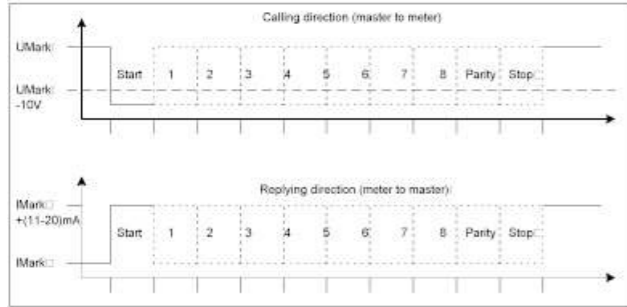 Calling direction (master to meter)
UMark
Start 1 2 3 4 5 6 7 8 Parity Stop
UMark
-10V
Replying direction (meter to master)
IMark
+(11-20)mA
Start 1 2 3 4 5 6 7 8 Parity Stop
IMark